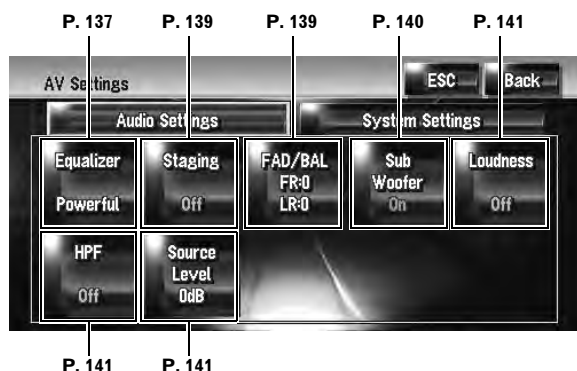 P. 137 P. 139 P. 139 P. 140 P. 141
AV Settings ESC Back
Audio Settings System Settings
Equalizer Staging FAD/BAL Sub Loudness
FR:0 Woofer
Powerful Off LR:0 On Off
HPF Source
Level
Off 0dB
P. 141 P. 141